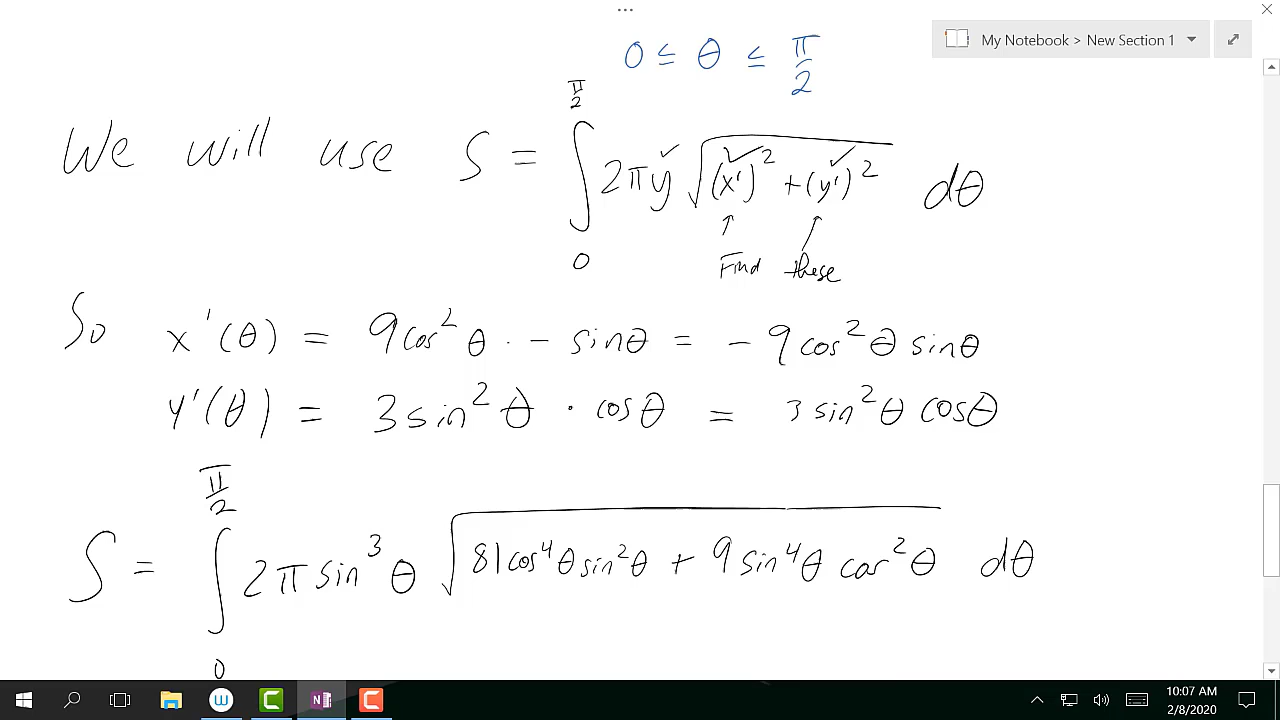 ...
My Notebook > New Section 1
0 ≤ θ ≤ π/2
We will use S = ∫₀^(π/2) 2πy √((x')² + (y')²) dθ
Find these
So x'(θ) = 9cos²θ · - sinθ = - 9cos²θ sinθ
y'(θ) = 3sin²θ · cosθ = 3sin²θ cosθ
S = ∫₀^(π/2) 2π sin³θ √(81cos⁴θ sin²θ + 9sin⁴θ cos²θ) dθ
10:07 AM
2/8/2020